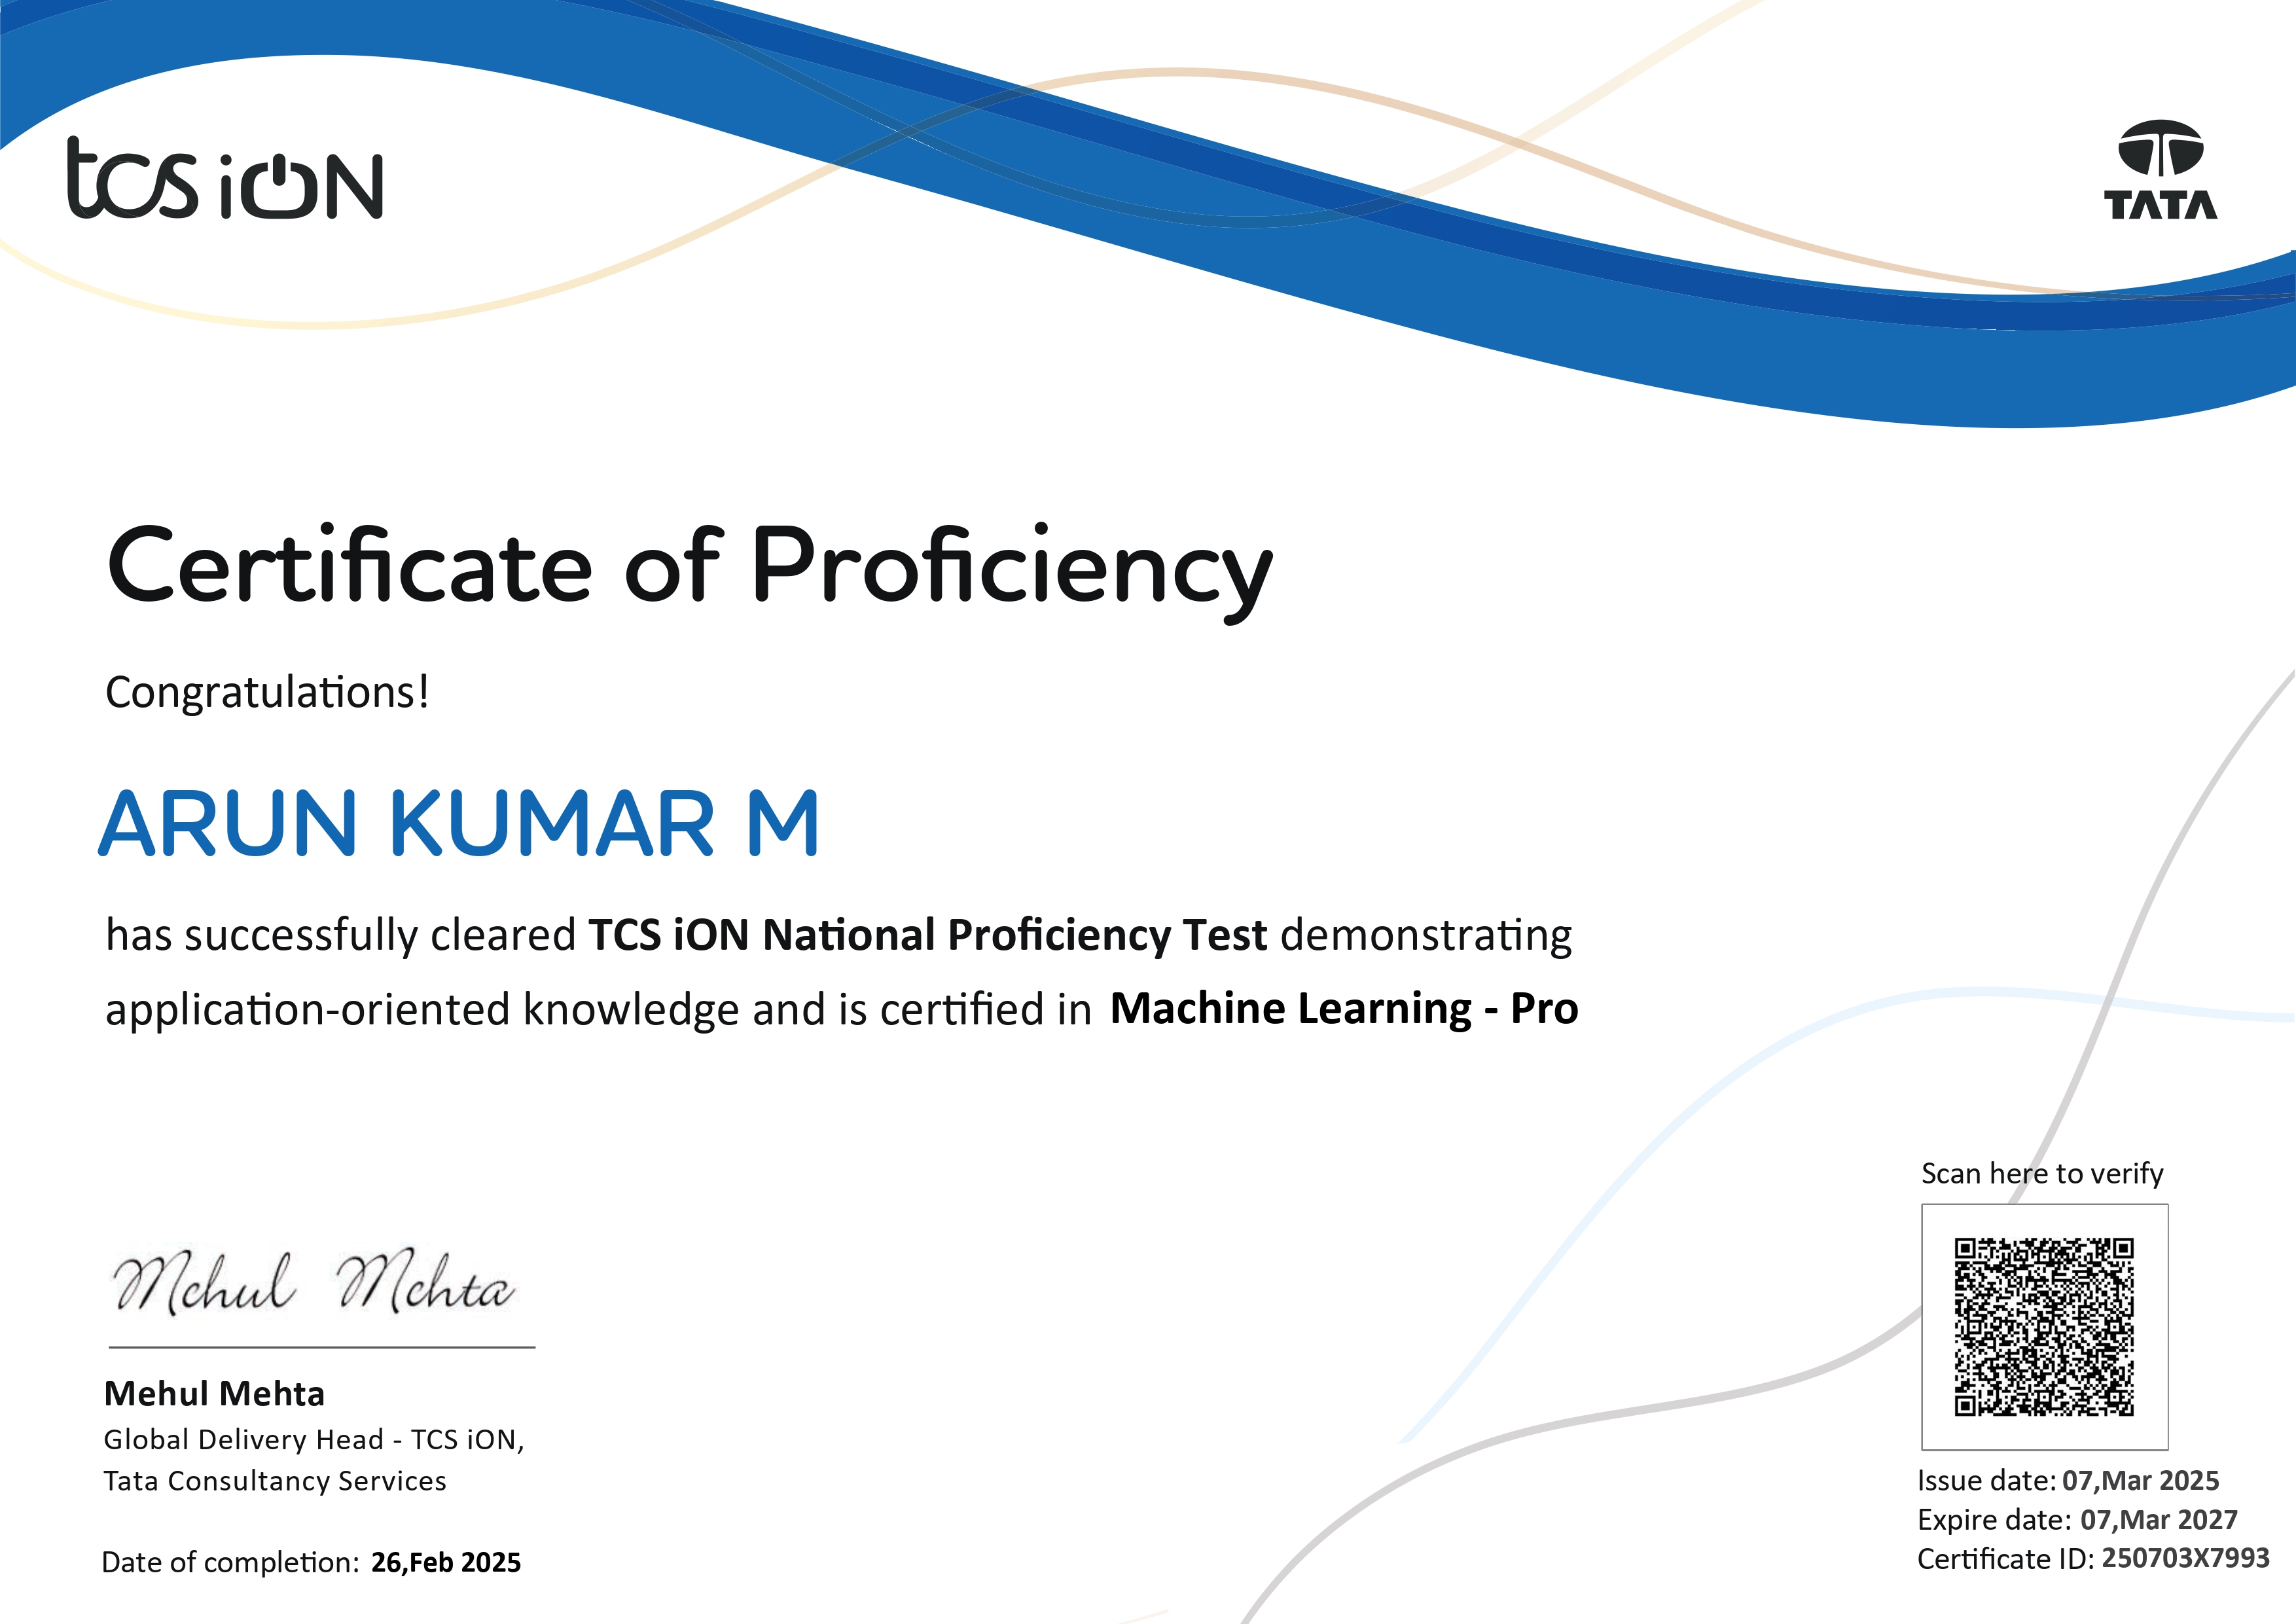 tcs iON
TATA
Certificate of Proficiency
Congratulations!
ARUN KUMAR M
has successfully cleared TCS iON National Proficiency Test demonstrating
application-oriented knowledge and is certified in Machine Learning - Pro
Scan here to verify
Mehul Mehta
Mehul Mehta
Global Delivery Head - TCS iON,
Tata Consultancy Services
Date of completion: 26,Feb 2025
Issue date: 07,Mar 2025
Expire date: 07,Mar 2027
Certificate ID: 250703X7993